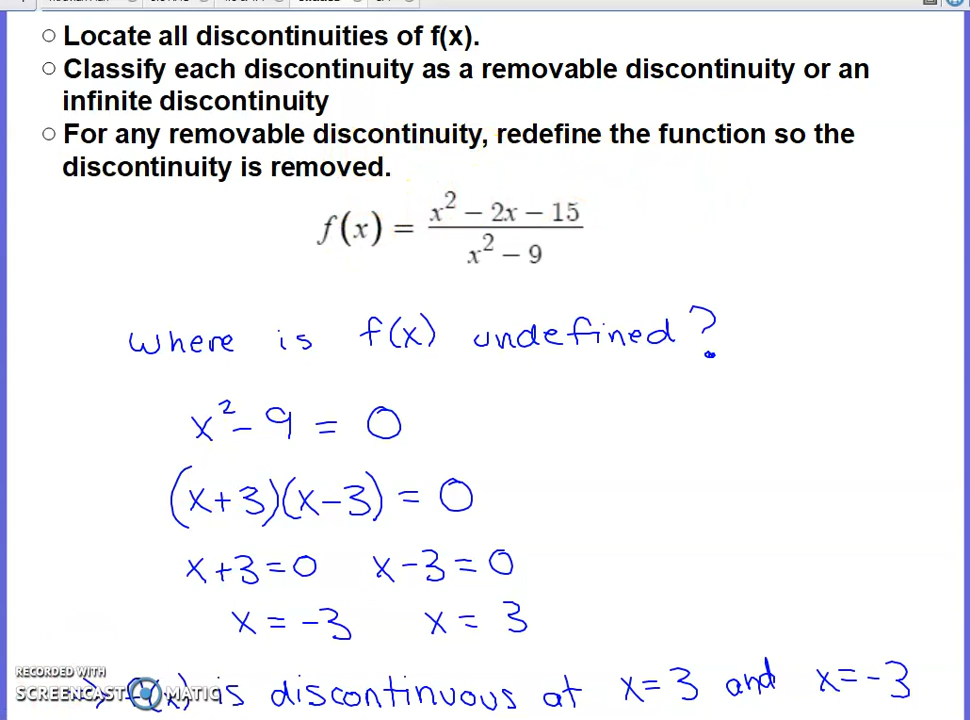 ○ Locate all discontinuities of f(x).
○ Classify each discontinuity as a removable discontinuity or an
infinite discontinuity
○ For any removable discontinuity, redefine the function so the
discontinuity is removed.
f(x) = (x² − 2x − 15)/(x² − 9)
where is f(x) undefined?
x² - 9 = 0
(x+3)(x-3) = 0
x+3=0 x-3=0
x = -3 x = 3
RECORDED WITH
SCREENCAST MATIC
f(x) is discontinuous at x=3 and x=-3